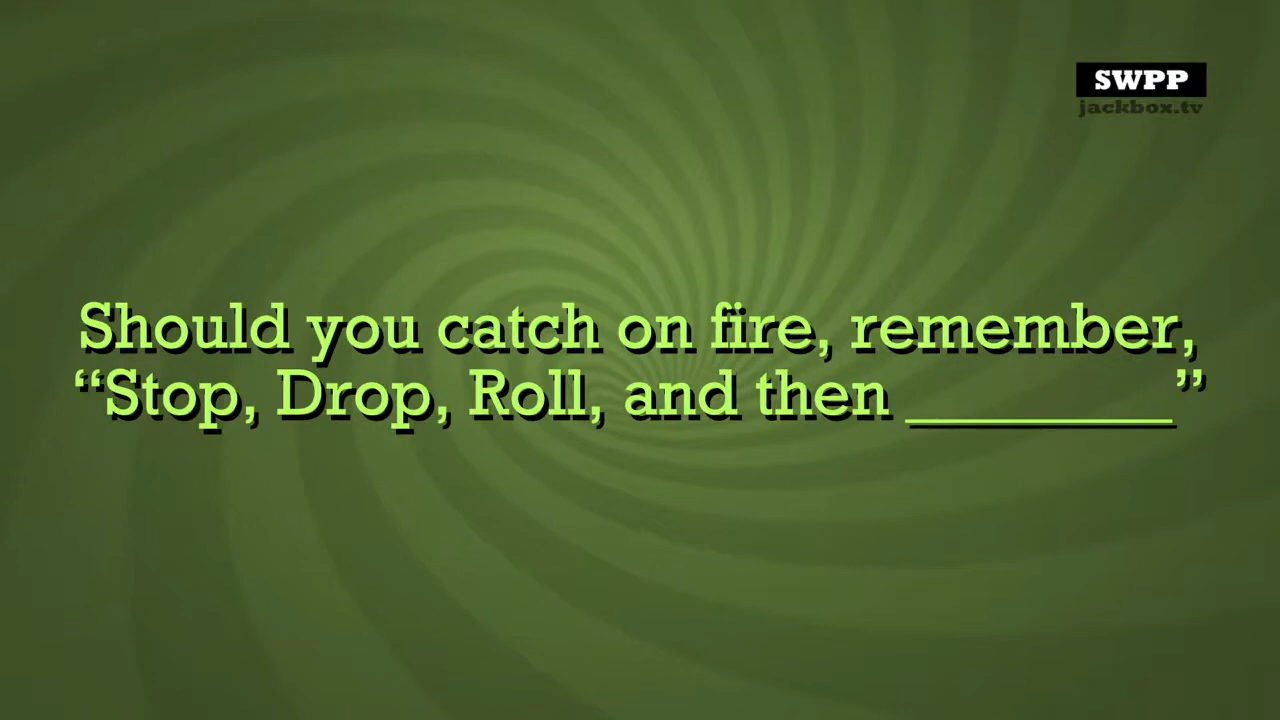 SWPP
jackbox.tv
Should you catch on fire, remember,
“Stop, Drop, Roll, and then ________”